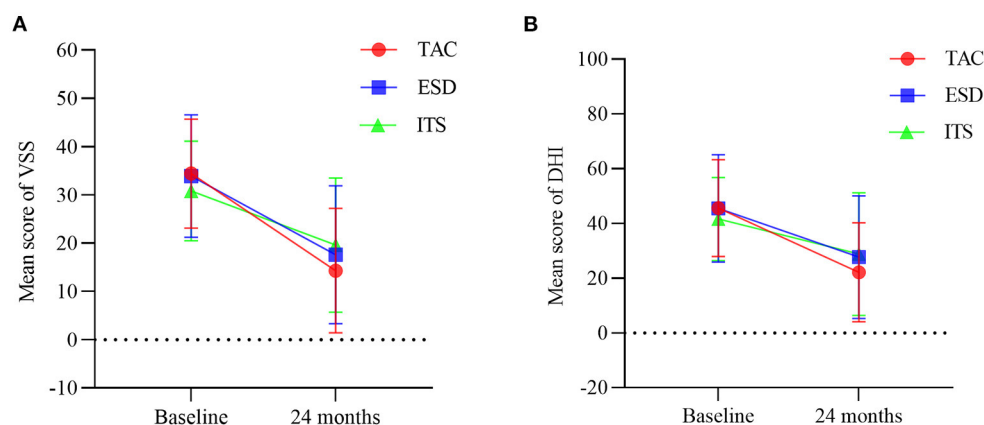 A
Mean score of VSS
60
50
40
30
20
10
0
-10
Baseline
24 months
TAC
ESD
ITS
B
Mean score of DHI
100
80
60
40
20
0
-20
Baseline
24 months
TAC
ESD
ITS